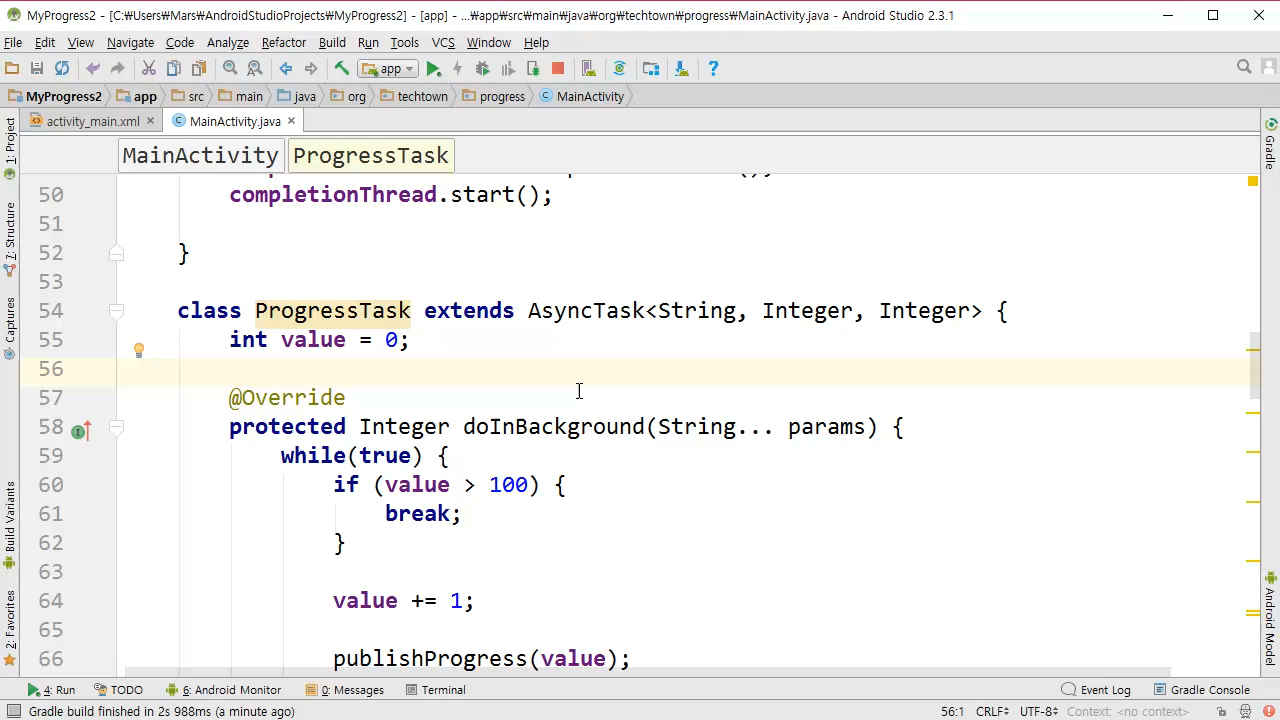 MyProgress2 - [C:₩Users₩Mars₩AndroidStudioProjects₩MyProgress2] - [app] - ...₩app₩src₩main₩java₩org₩techtown₩progress₩MainActivity.java - Android Studio 2.3.1
File Edit View Navigate Code Analyze Refactor Build Run Tools VCS Window Help
app
MyProgress2 app src main java org techtown progress MainActivity
activity_main.xml MainActivity.java
MainActivity ProgressTask
50 completionThread.start();
51
52 }
53
54 class ProgressTask extends AsyncTask<String, Integer, Integer> {
55 int value = 0;
56
57 @Override
58 protected Integer doInBackground(String... params) {
59 while(true) {
60 if (value > 100) {
61 break;
62 }
63
64 value += 1;
65
66 publishProgress(value);
1: Project
7: Structure
Captures
Build Variants
2: Favorites
Gradle
Android Model
4: Run TODO 6: Android Monitor 0: Messages Terminal Event Log Gradle Console
Gradle build finished in 2s 988ms (a minute ago) 56:1 CRLF UTF-8 Context: <no context>